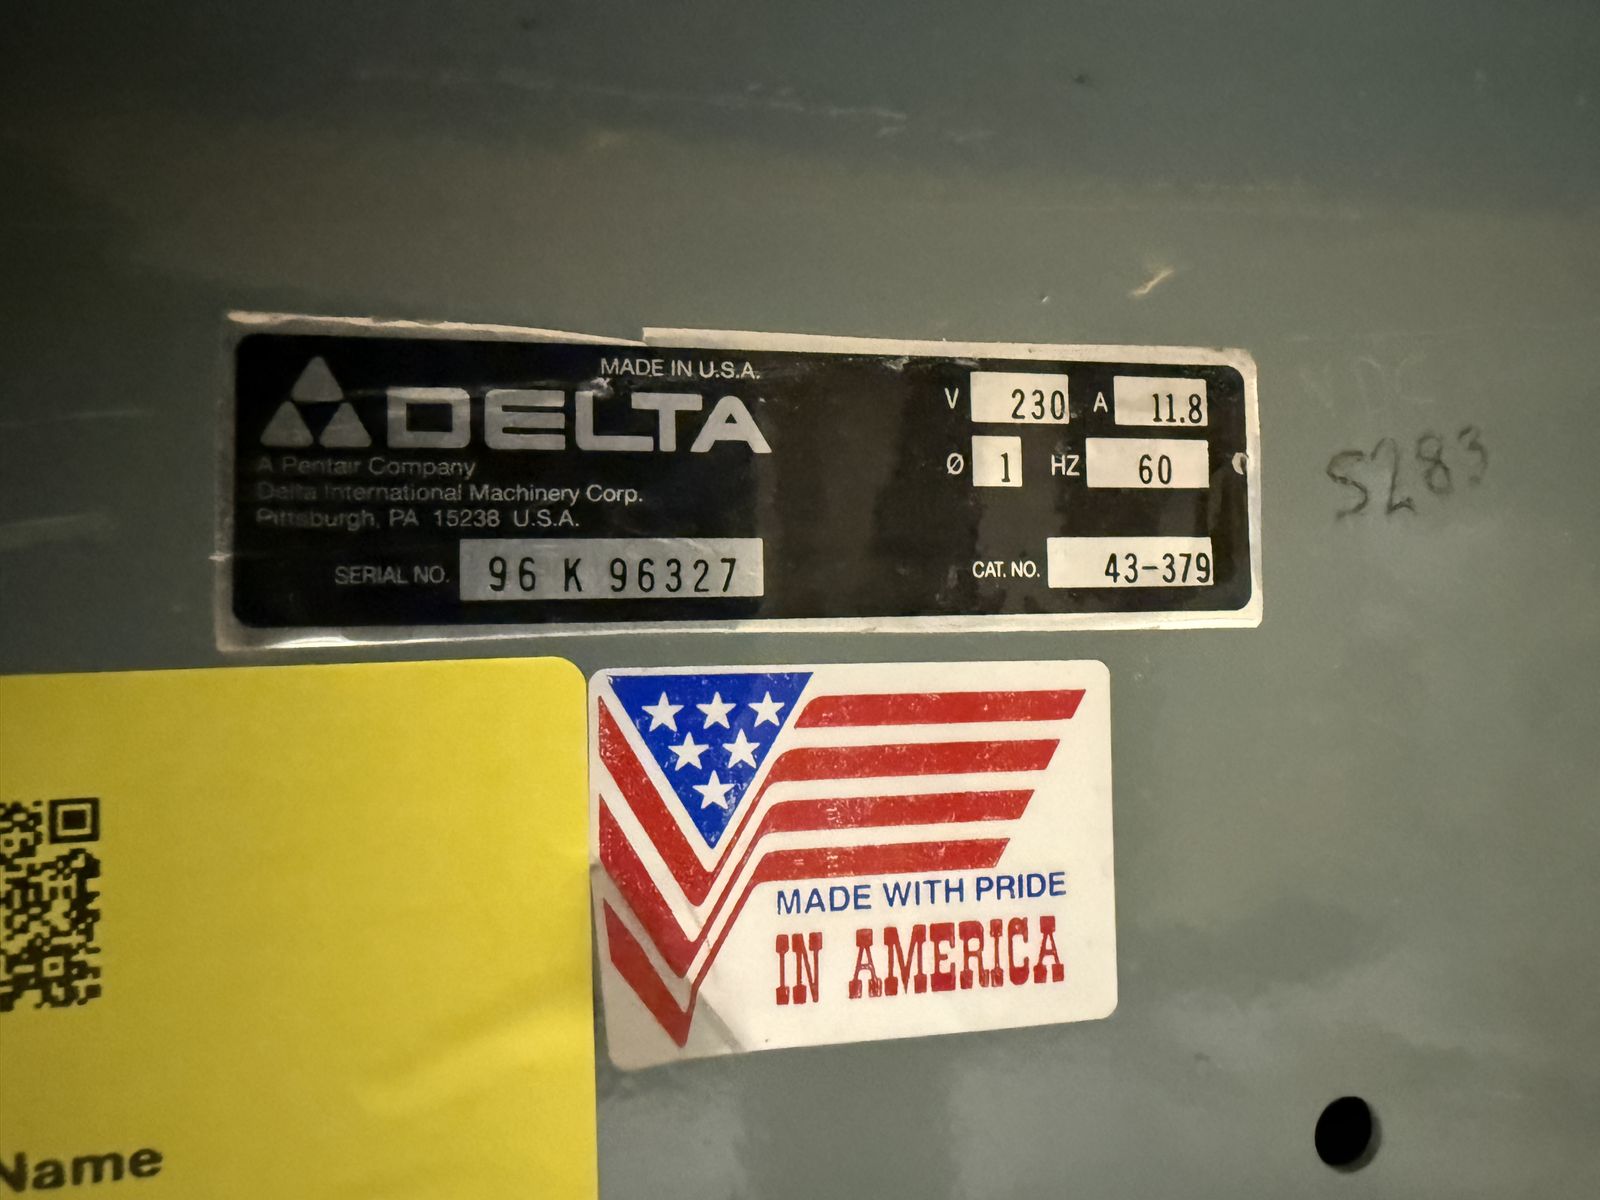 MADE IN U.S.A.
DELTA
A Pentair Company
Delta International Machinery Corp.
Pittsburgh, PA 15238 U.S.A.
SERIAL NO. 96 K 96327
V 230 A 11.8
Ø 1 HZ 60
CAT. NO. 43-379
5283
MADE WITH PRIDE
IN AMERICA
Name